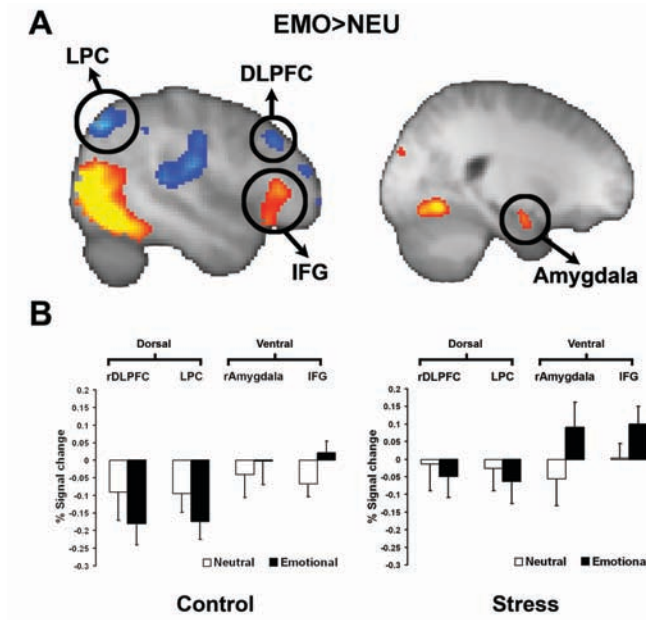 A
EMO>NEU
LPC
DLPFC
IFG
Amygdala
B
Dorsal
Ventral
rDLPFC
LPC
rAmygdala
IFG
% Signal change
0.2
0.15
0.1
0.05
0
-0.05
-0.1
-0.15
-0.2
-0.25
-0.3
Neutral
Emotional
Control
Dorsal
Ventral
rDLPFC
LPC
rAmygdala
IFG
% Signal change
0.2
0.15
0.1
0.05
0
-0.05
-0.1
-0.15
-0.2
-0.25
-0.3
Neutral
Emotional
Stress